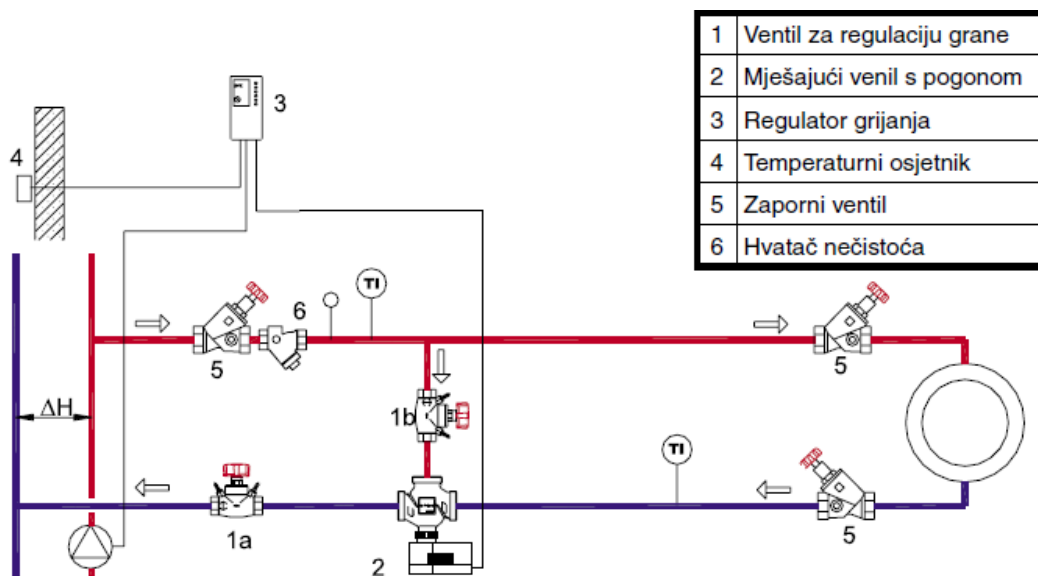 1 Ventil za regulaciju grane
2 Mješajući venil s pogonom
3 Regulator grijanja
4 Temperaturni osjetnik
5 Zaporni ventil
6 Hvatač nečistoća
3
4
6
TI
5
5
ΔH
1b
TI
1a
2
5